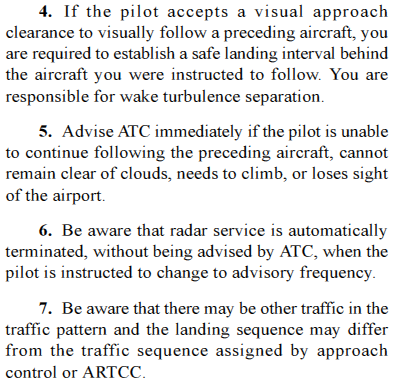 4. If the pilot accepts a visual approach
clearance to visually follow a preceding aircraft, you
are required to establish a safe landing interval behind
the aircraft you were instructed to follow. You are
responsible for wake turbulence separation.
5. Advise ATC immediately if the pilot is unable
to continue following the preceding aircraft, cannot
remain clear of clouds, needs to climb, or loses sight
of the airport.
6. Be aware that radar service is automatically
terminated, without being advised by ATC, when the
pilot is instructed to change to advisory frequency.
7. Be aware that there may be other traffic in the
traffic pattern and the landing sequence may differ
from the traffic sequence assigned by approach
control or ARTCC.